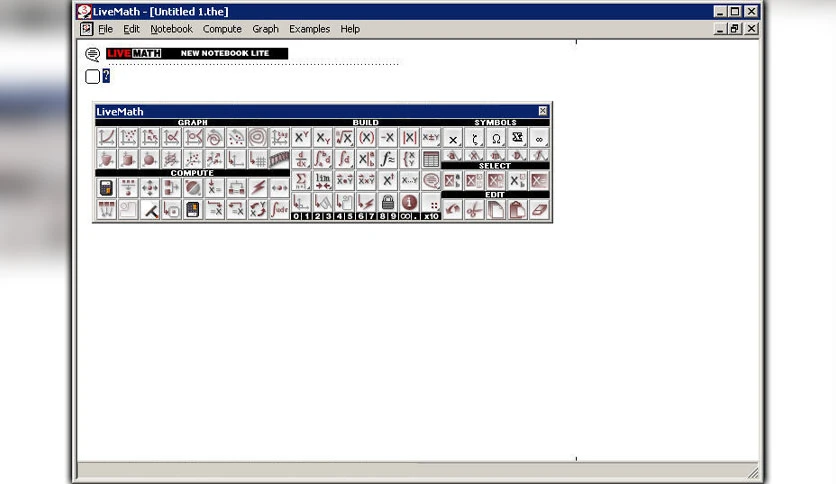 LiveMath - [Untitled 1.the]
File Edit Notebook Compute Graph Examples Help
LIVEMATH NEW NOTEBOOK LITE
?
LiveMath
GRAPH BUILD SYMBOLS
SELECT
COMPUTE
EDIT
0 1 2 3 4 5 6 7 8 9 ∞ . x10